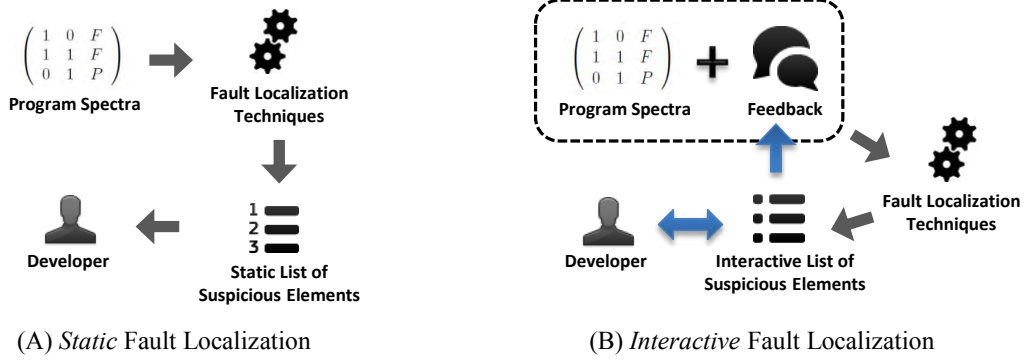 1 0 F
1 1 F
0 1 P
Program Spectra
Fault Localization
Techniques
Developer
1
2
3
Static List of
Suspicious Elements
(A) Static Fault Localization
1 0 F
1 1 F
0 1 P
+
Program Spectra
Feedback
Fault Localization
Techniques
Developer
Interactive List of
Suspicious Elements
(B) Interactive Fault Localization